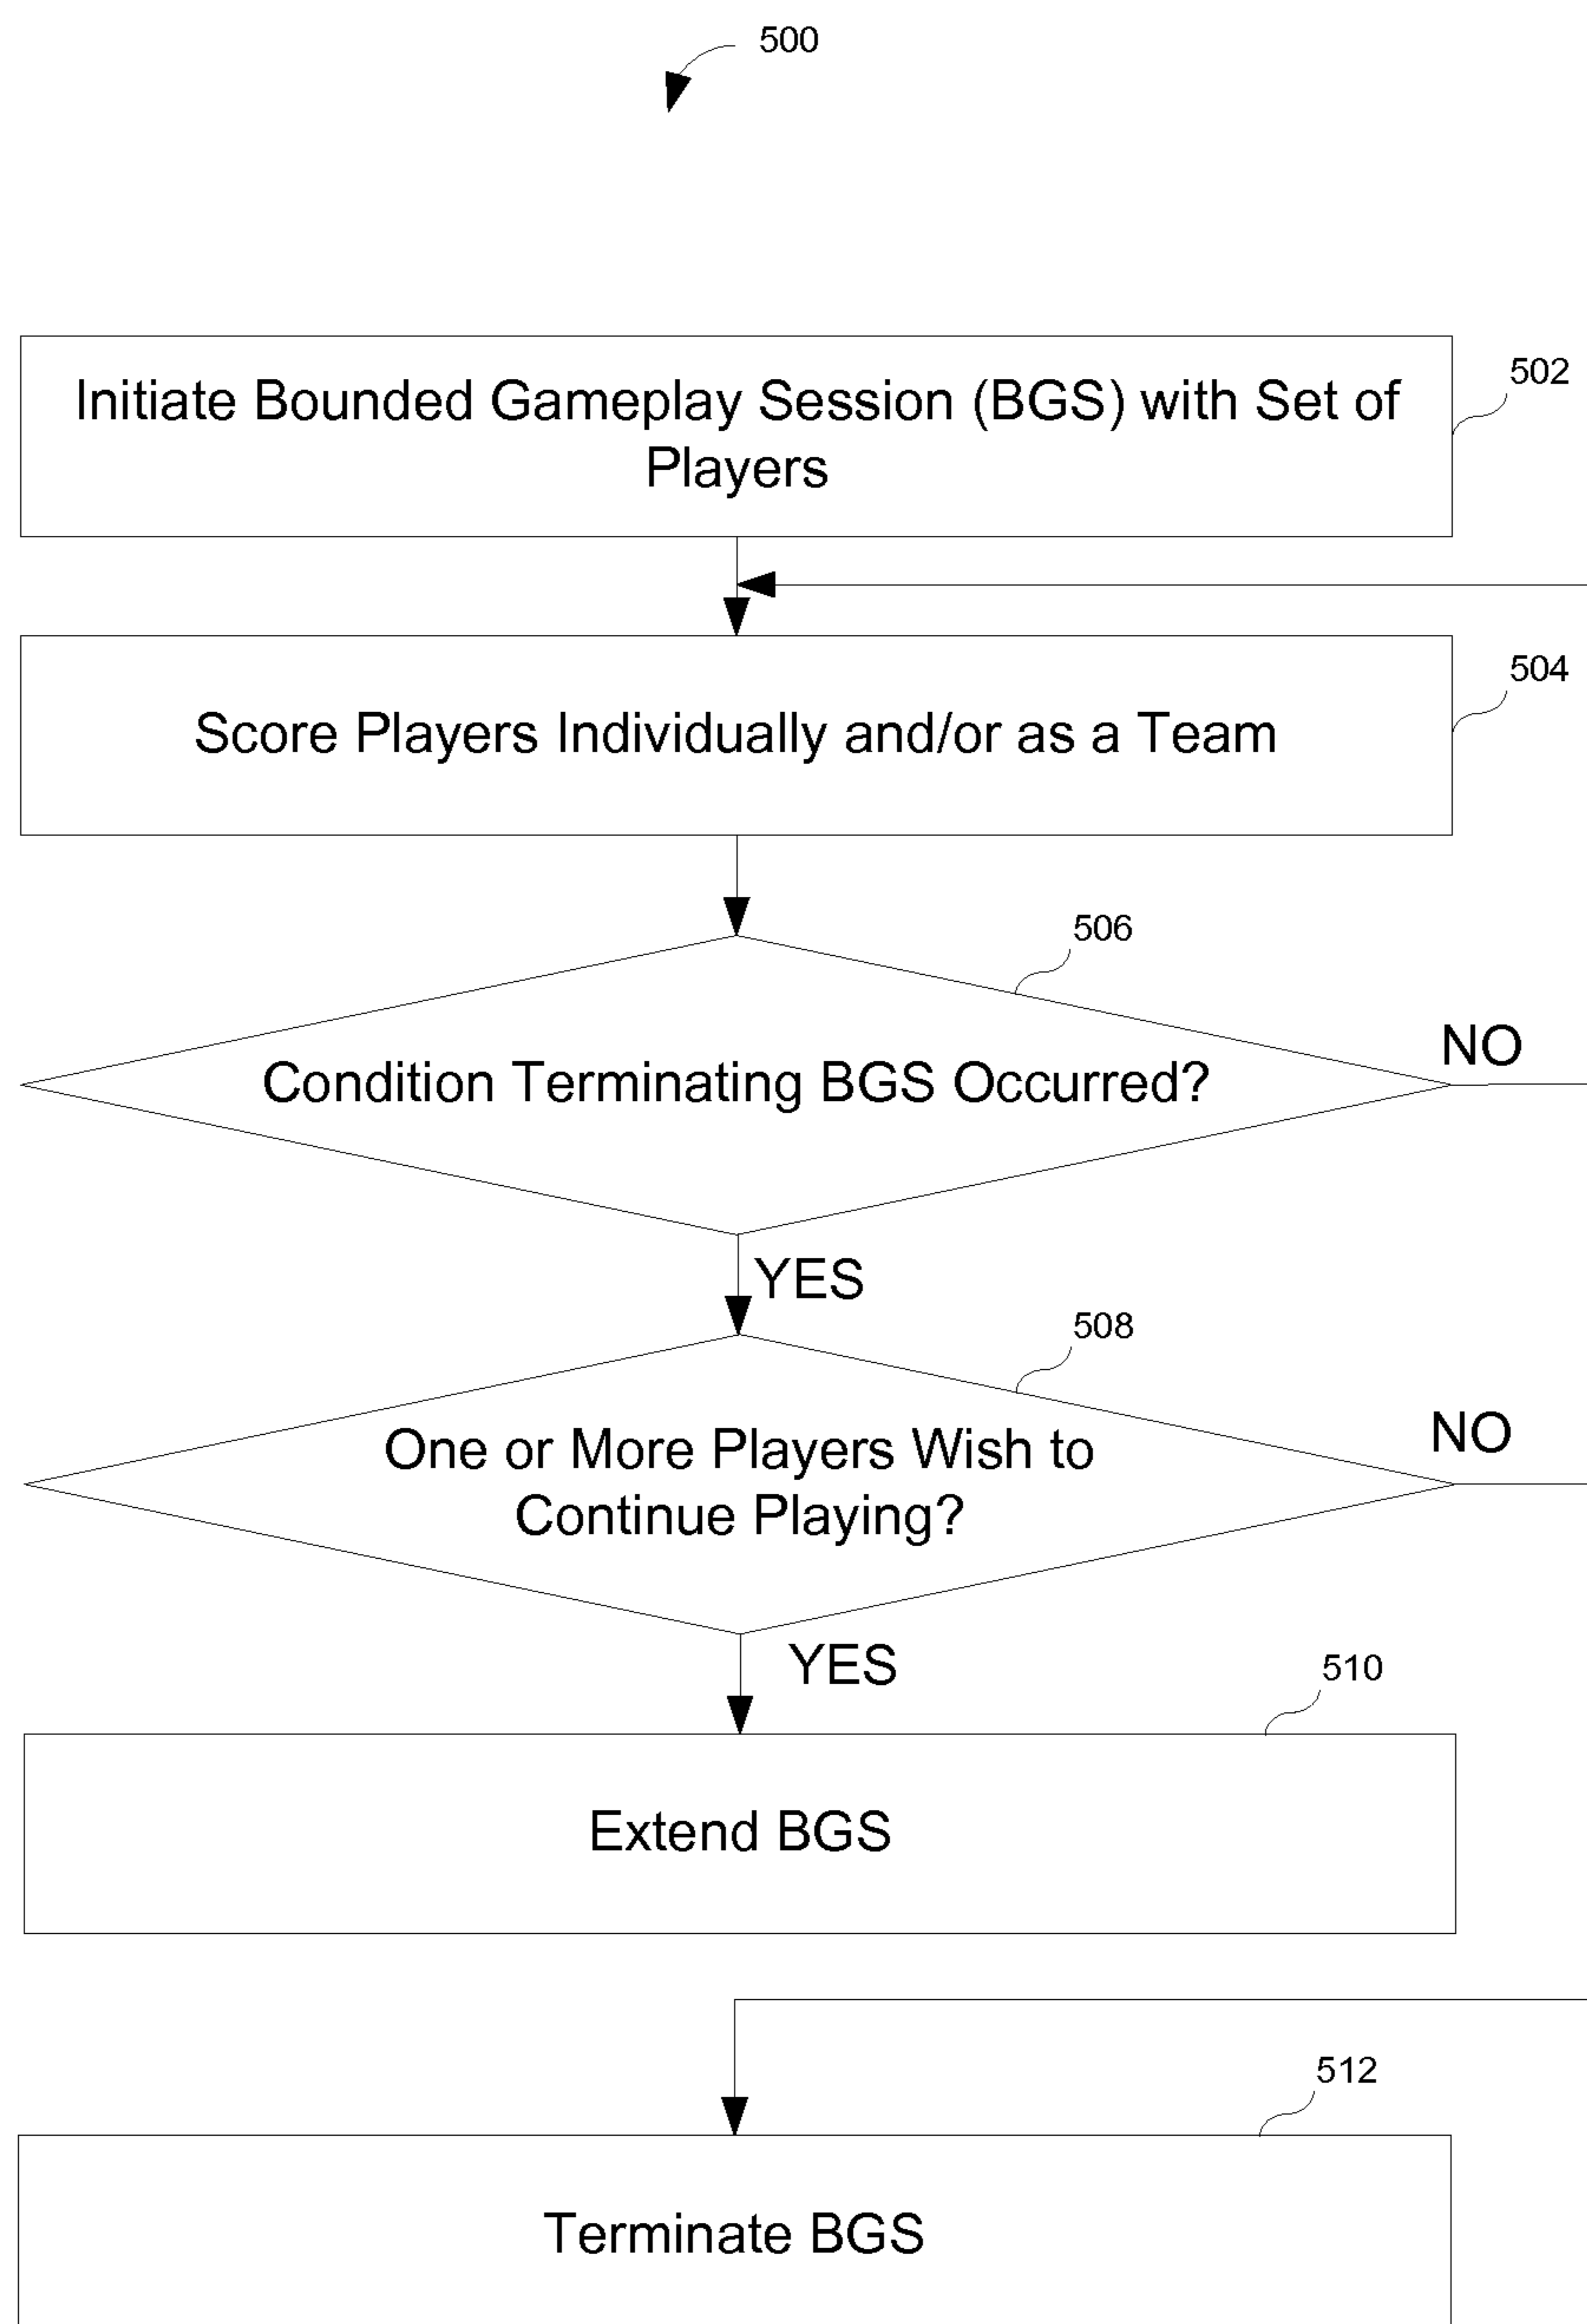 500
Initiate Bounded Gameplay Session (BGS) with Set of
Players
502
Score Players Individually and/or as a Team
504
506
Condition Terminating BGS Occurred?
NO
YES
508
One or More Players Wish to
Continue Playing?
NO
YES
510
Extend BGS
512
Terminate BGS